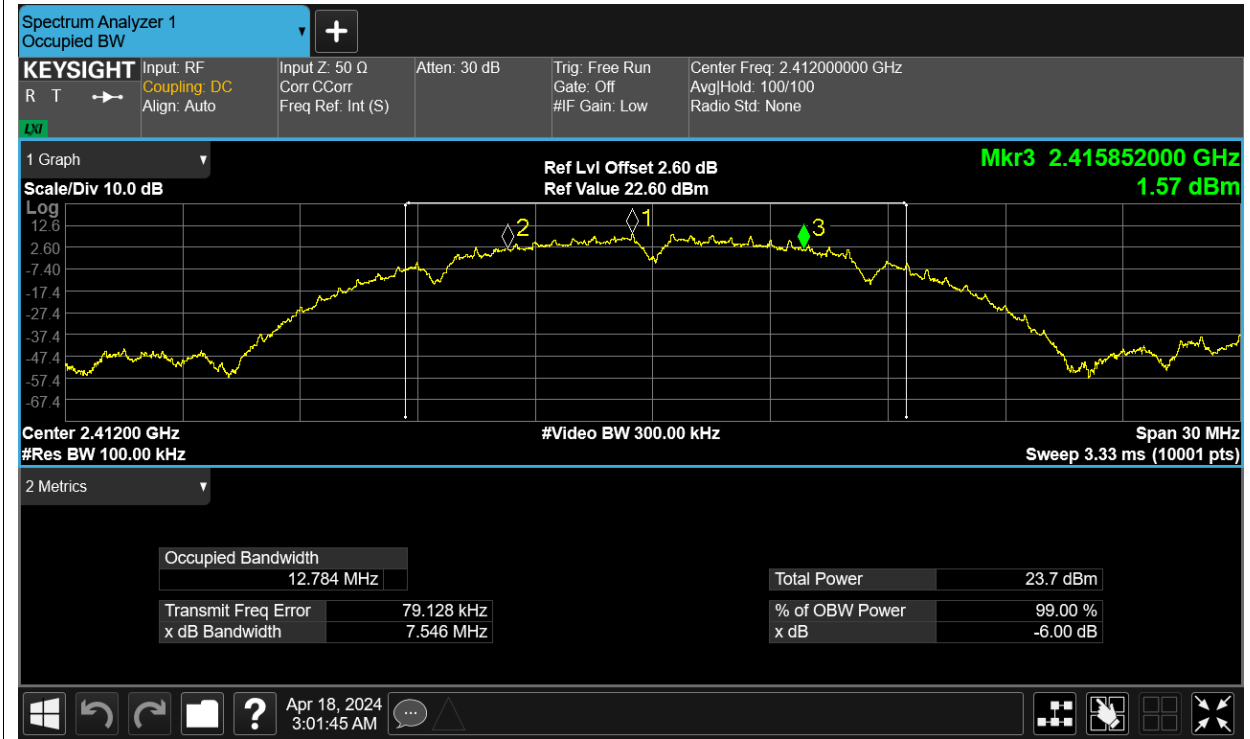 Spectrum Analyzer 1
Occupied BW
KEYSIGHT
R T
LXI
Input: RF
Coupling: DC
Align: Auto
Input Z: 50 Ω
Corr CCorr
Freq Ref: Int (S)
Atten: 30 dB
Trig: Free Run
Gate: Off
#IF Gain: Low
Center Freq: 2.412000000 GHz
Avg|Hold: 100/100
Radio Std: None
1 Graph
Scale/Div 10.0 dB
Ref Lvl Offset 2.60 dB
Ref Value 22.60 dBm
Mkr3 2.415852000 GHz
1.57 dBm
Log
12.6
2.60
-7.40
-17.4
-27.4
-37.4
-47.4
-57.4
-67.4
2
1
3
Center 2.41200 GHz
#Res BW 100.00 kHz
#Video BW 300.00 kHz
Span 30 MHz
Sweep 3.33 ms (10001 pts)
2 Metrics
Occupied Bandwidth
12.784 MHz
Transmit Freq Error 79.128 kHz
x dB Bandwidth 7.546 MHz
Total Power 23.7 dBm
% of OBW Power 99.00 %
x dB -6.00 dB
?
Apr 18, 2024
3:01:45 AM